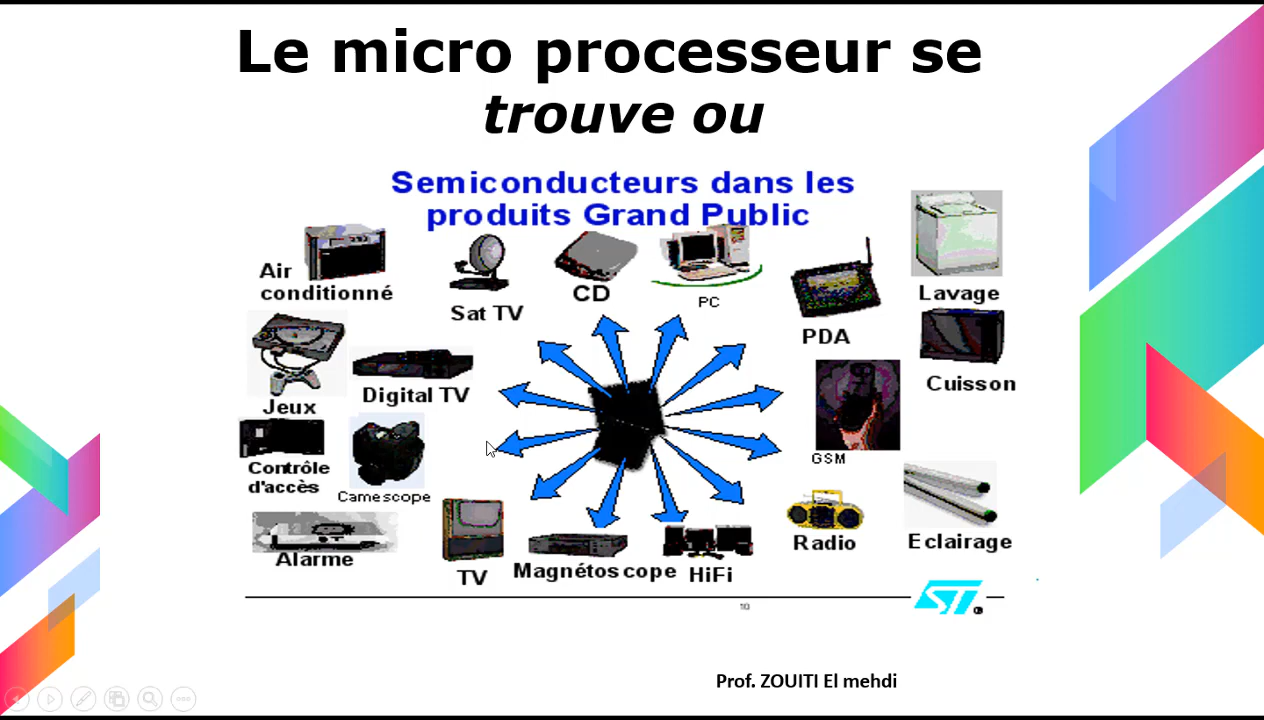 Le micro processeur se
trouve ou
Semiconducteurs dans les
produits Grand Public
Air
conditionné
Sat TV
CD
PC
PDA
Lavage
Jeux
Digital TV
Cuisson
Contrôle
d'accès
Camescope
GSM
Alarme
TV
Magnétoscope
HiFi
Radio
Eclairage
10
ST
Prof. ZOUITI El mehdi